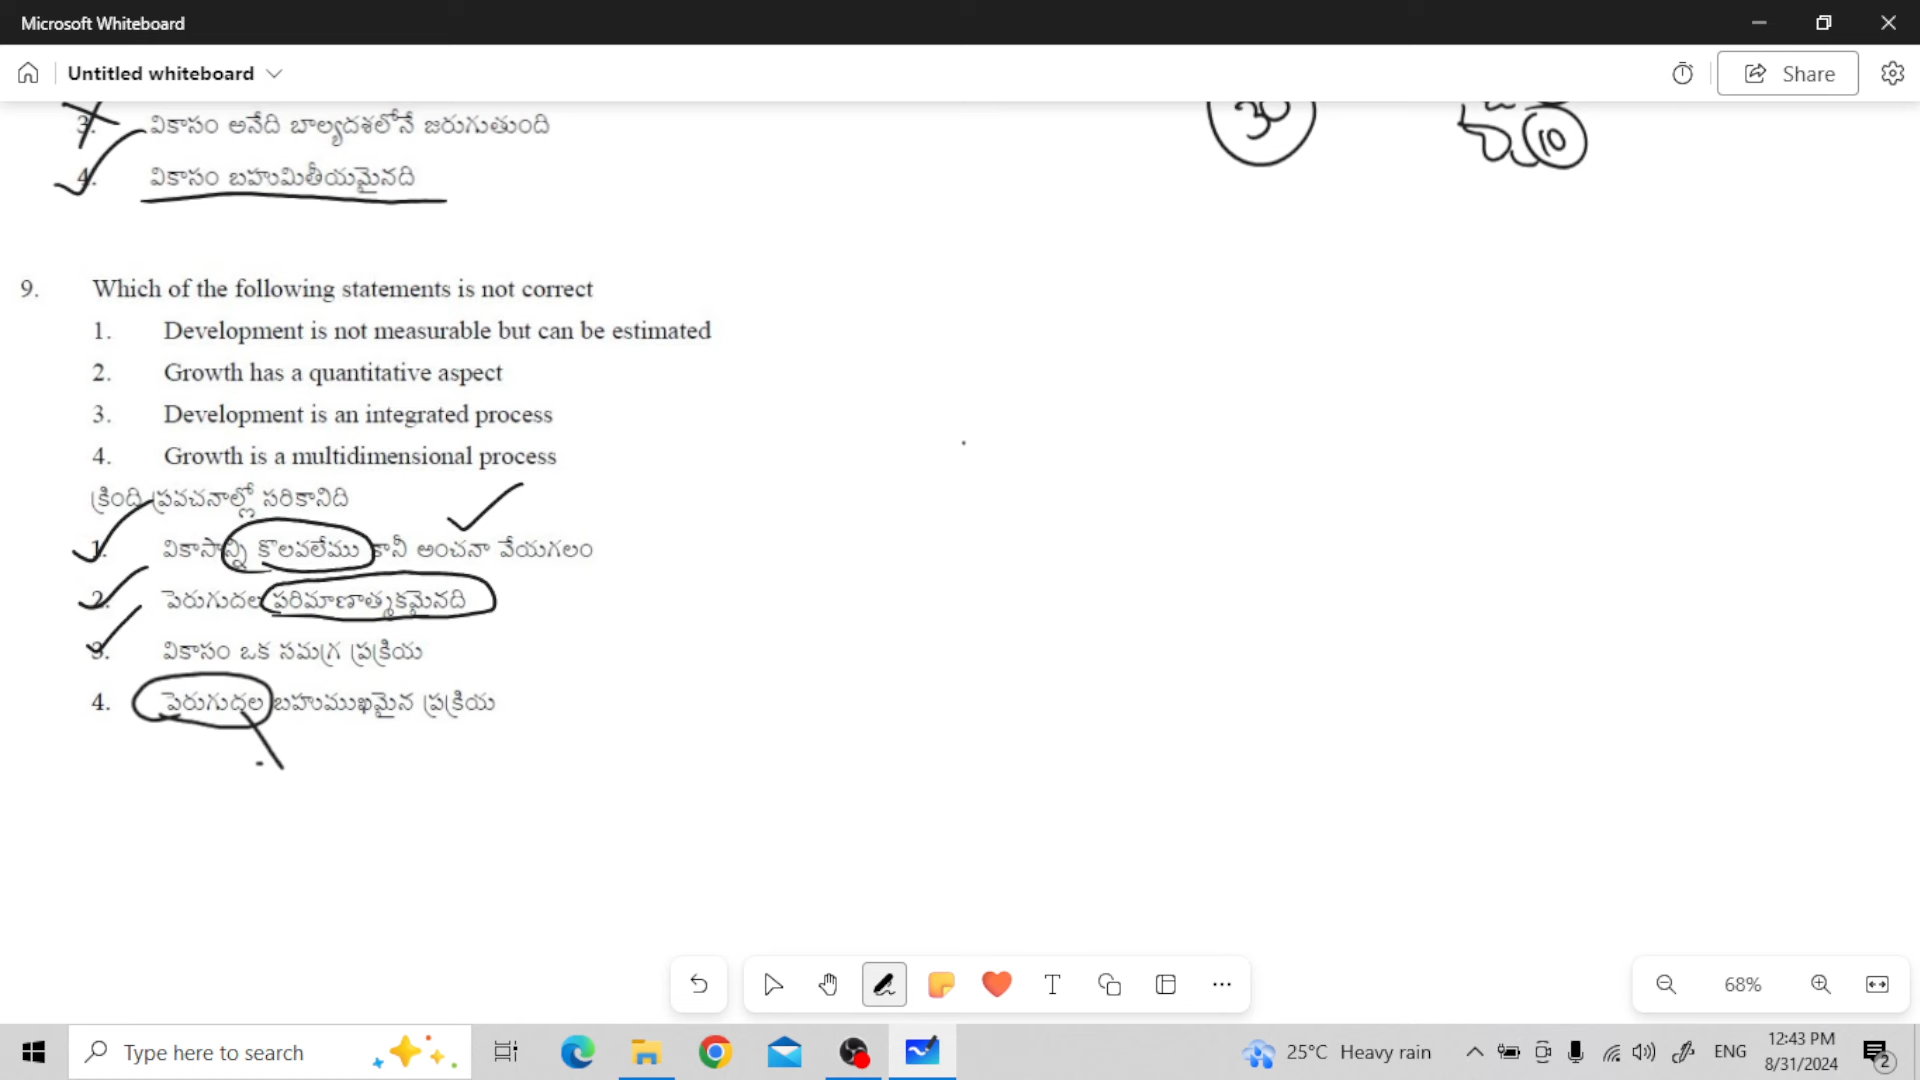 Microsoft Whiteboard
Untitled whiteboard
Share
3. వికాసం అనేది బాల్యదశలోనే జరుగుతుంది
30
10
4. వికాసం బహుమితీయమైనది
9. Which of the following statements is not correct
1. Development is not measurable but can be estimated
2. Growth has a quantitative aspect
3. Development is an integrated process
4. Growth is a multidimensional process
క్రింది ప్రవచనాల్లో సరికానిది
1. వికాసాన్ని కొలవలేము కానీ అంచనా వేయగలం
2. పెరుగుదల పరిమాణాత్మకమైనది
3. వికాసం ఒక సమగ్ర ప్రక్రియ
4. పెరుగుదల బహుముఖమైన ప్రక్రియ
68%
Type here to search
25°C Heavy rain
ENG
12:43 PM
8/31/2024
2